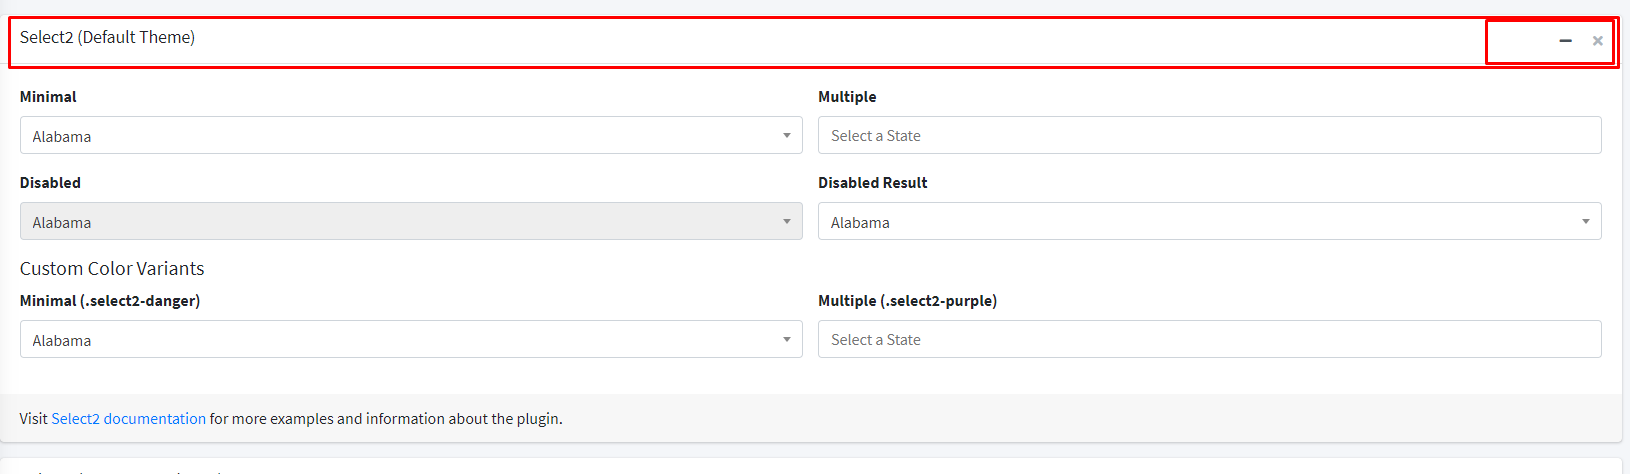 Select2 (Default Theme)
Minimal
Multiple
Alabama
Select a State
Disabled
Disabled Result
Alabama
Alabama
Custom Color Variants
Minimal (.select2-danger)
Multiple (.select2-purple)
Alabama
Select a State
Visit Select2 documentation for more examples and information about the plugin.